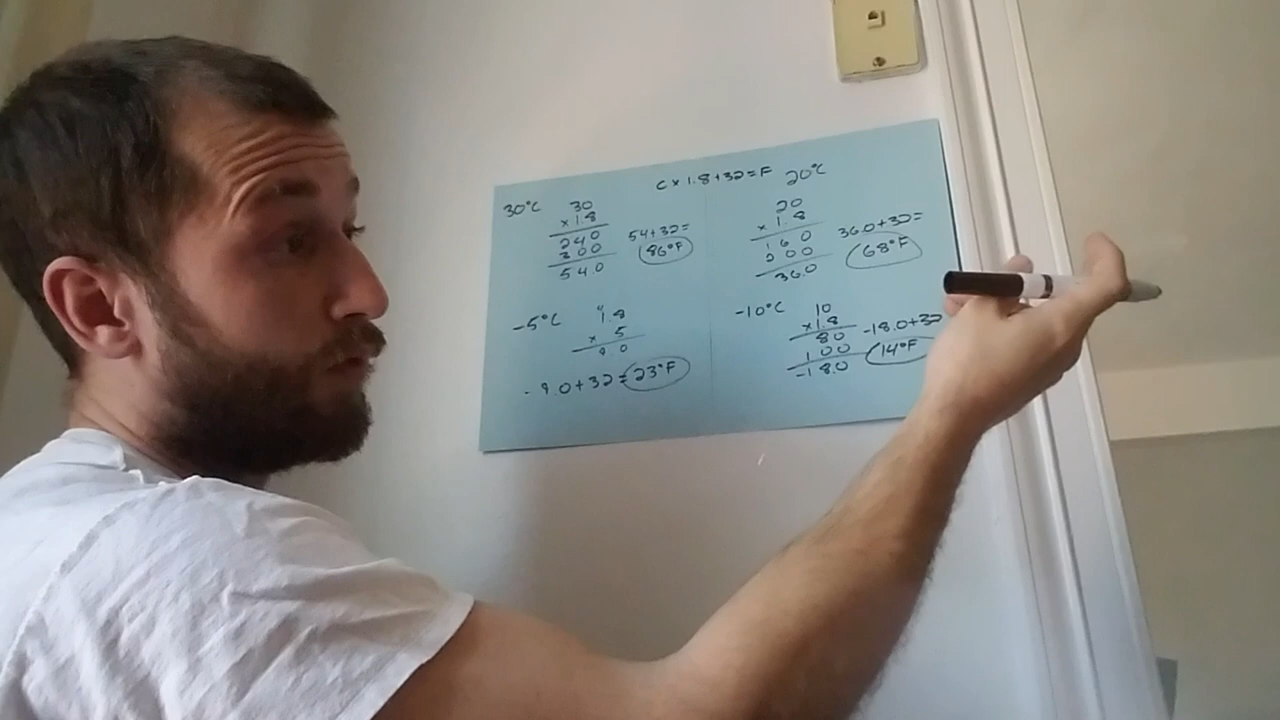 C x 1.8 + 32 = F
30°C
30
x 1.8
240
300
540
54 + 32 =
86°F
20°C
20
x 1.8
160
200
36.0
36.0 + 32 =
68°F
-5°C
1.8
x 5
9 0
- 9.0 + 32 = 23°F
-10°C
10
x 1.8
80
100
-18.0
-18.0 + 32
14°F